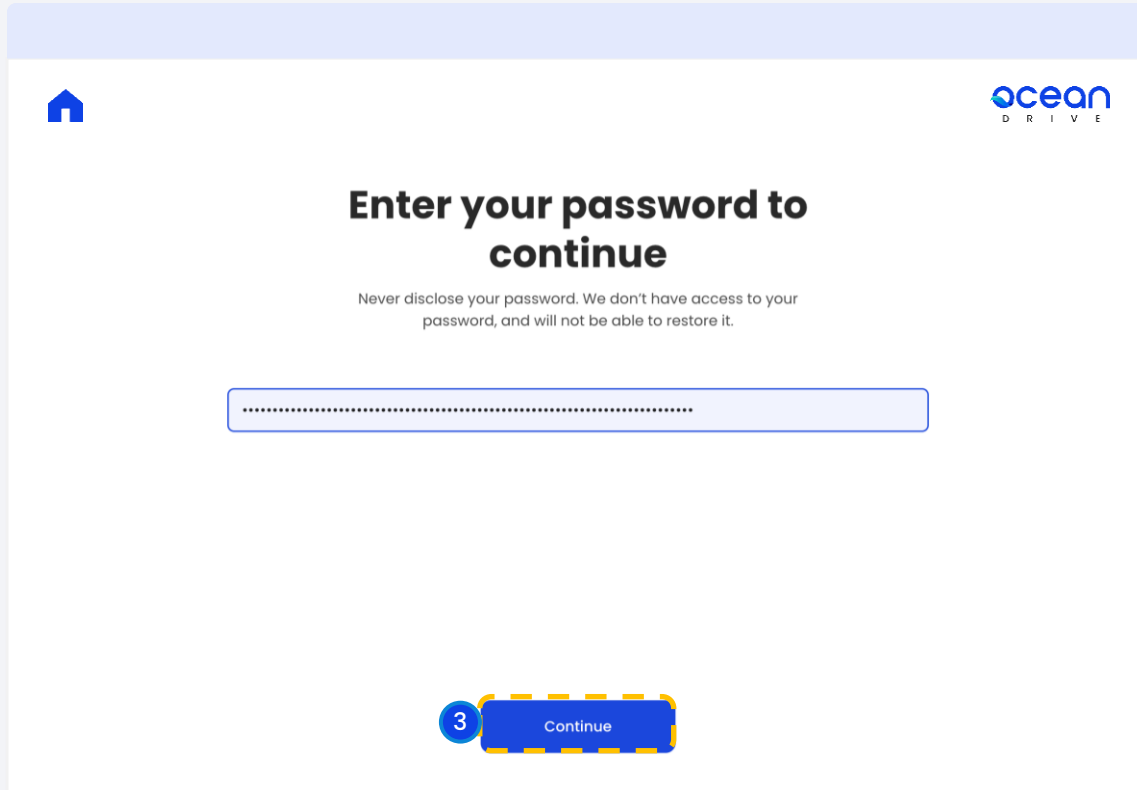 ocean
DRIVE
Enter your password to
continue
Never disclose your password. We don't have access to your
password, and will not be able to restore it.
3
Continue